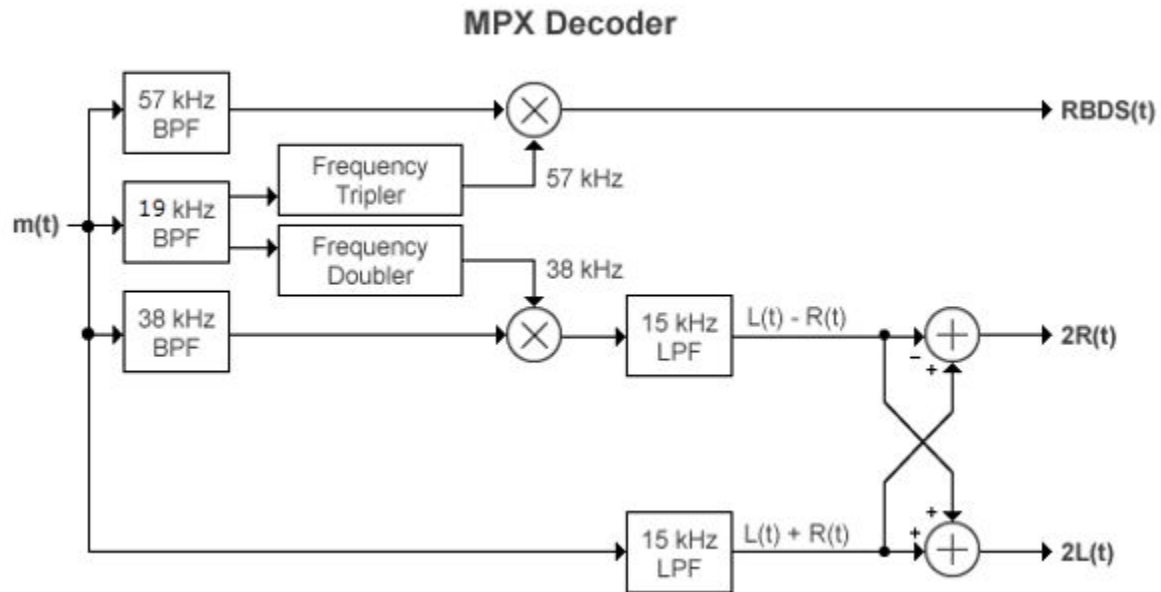 MPX Decoder
57 kHz
BPF
RBDS(t)
Frequency
Tripler
57 kHz
19 kHz
BPF
m(t)
Frequency
Doubler
38 kHz
38 kHz
BPF
15 kHz
LPF
L(t) - R(t)
−
+
2R(t)
15 kHz
LPF
L(t) + R(t)
+
+
2L(t)